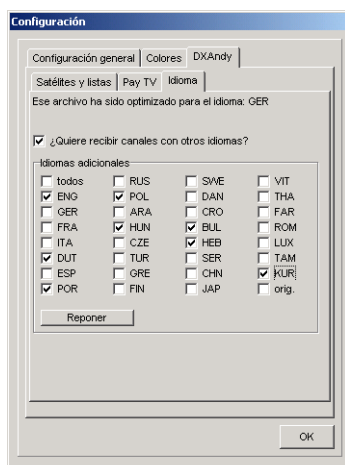 Configuración
Configuración general Colores DXAndy
Satélites y listas Pay TV Idioma
Ese archivo ha sido optimizado para el idioma: GER
¿Quiere recibir canales con otros idiomas?
Idiomas adicionales
todos RUS SWE VIT
ENG POL DAN THA
GER ARA CRO FAR
FRA HUN BUL ROM
ITA CZE HEB LUX
DUT TUR SER TAM
ESP GRE CHN KUR
POR FIN JAP orig.
Reponer
OK